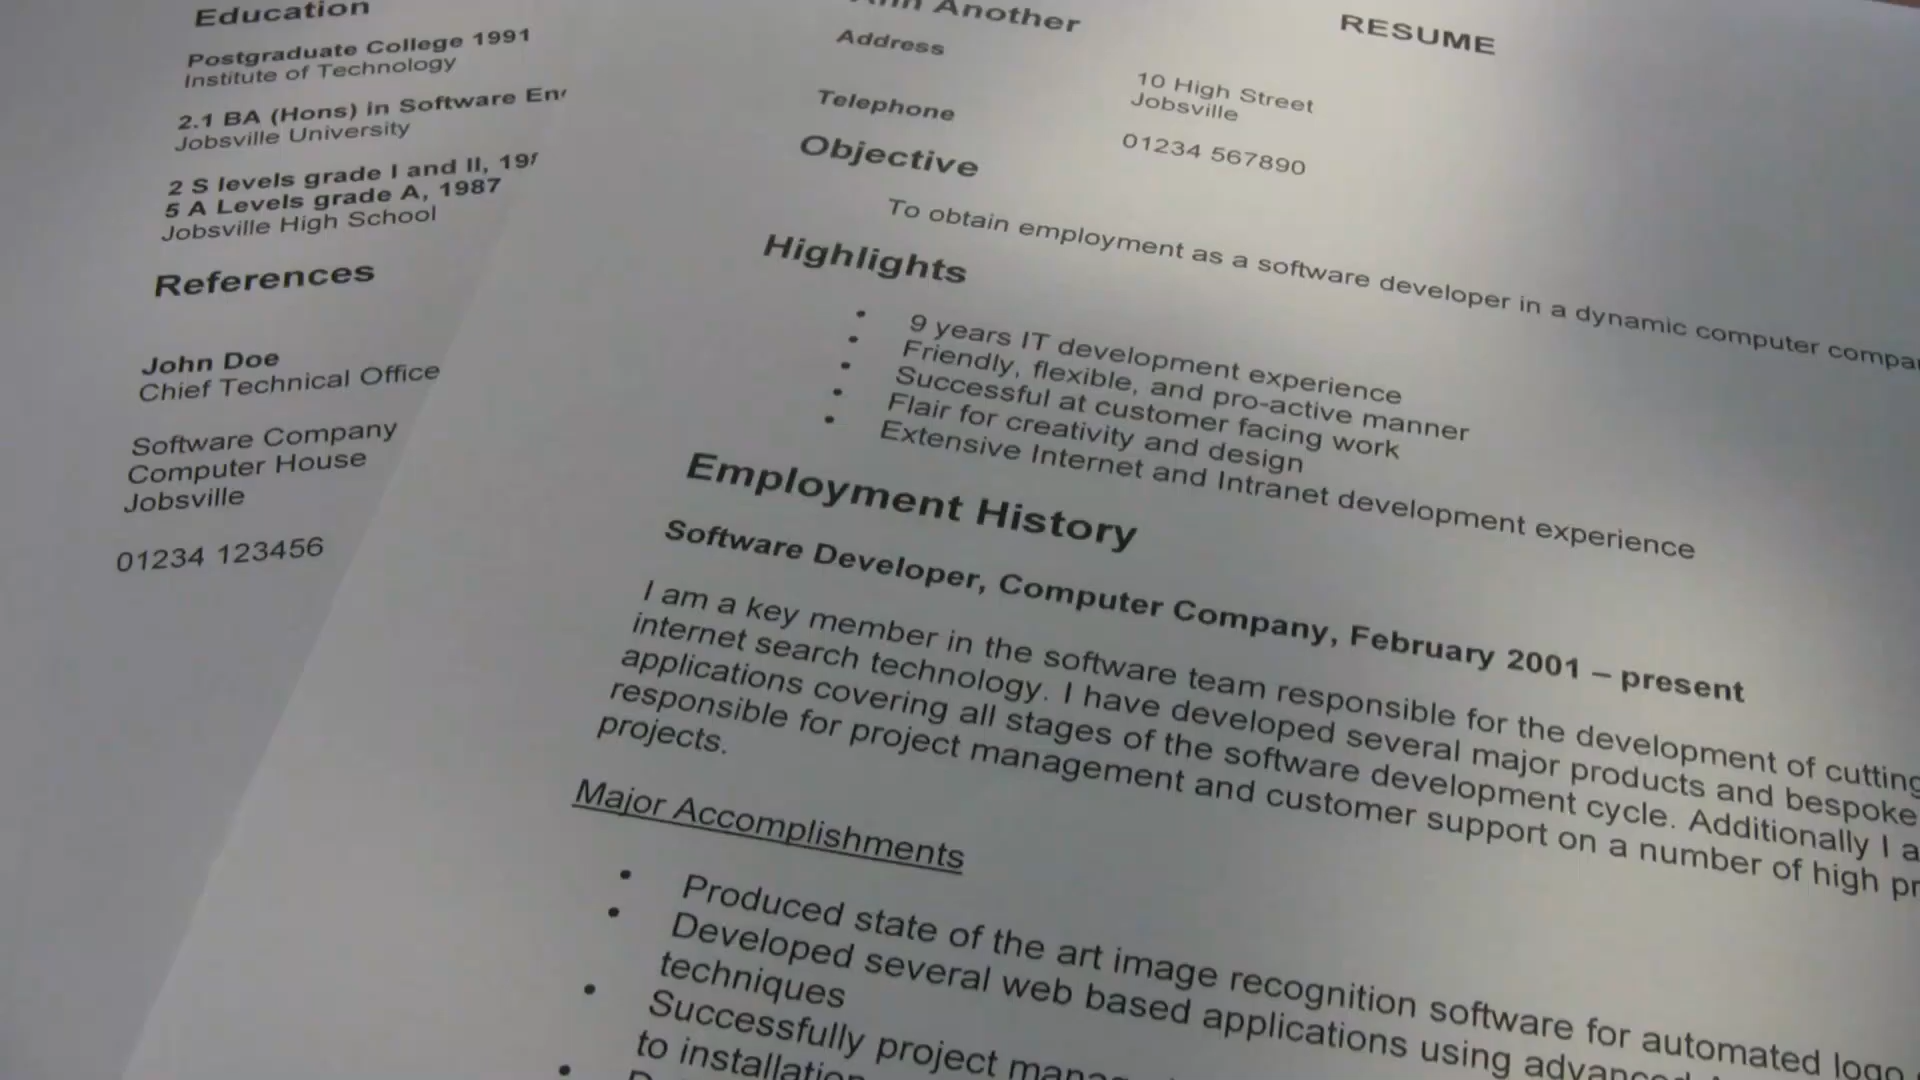 Education
Postgraduate College 1991
Institute of Technology
2.1 BA (Hons) in Software
Jobsville University
2 S levels grade I and II,
5 A Levels grade A, 1987
Jobsville High School
References
John Doe
Chief Technical Office
Software Company
Computer House
Jobsville
01234 123456
Another
RESUME
Address
10 High Street
Jobsville
Telephone
01234 567890
Objective
To obtain employment as a software developer in a dynamic computer
Highlights
• 9 years IT development experience
• Friendly, flexible, and pro-active manner
• Successful at customer facing work
• Flair for creativity and design
• Extensive Internet and Intranet development experience
Employment History
Software Developer, Computer Company, February 2001 – present
I am a key member in the software team responsible for the development of cutting
internet search technology. I have developed several major products and bespoke
applications covering all stages of the software development cycle. Additionally I
responsible for project management and customer support on a number of high
projects.
Major Accomplishments
• Produced state of the art image recognition software for automated logo
• Developed several web based applications using
techniques
• Successfully project
to